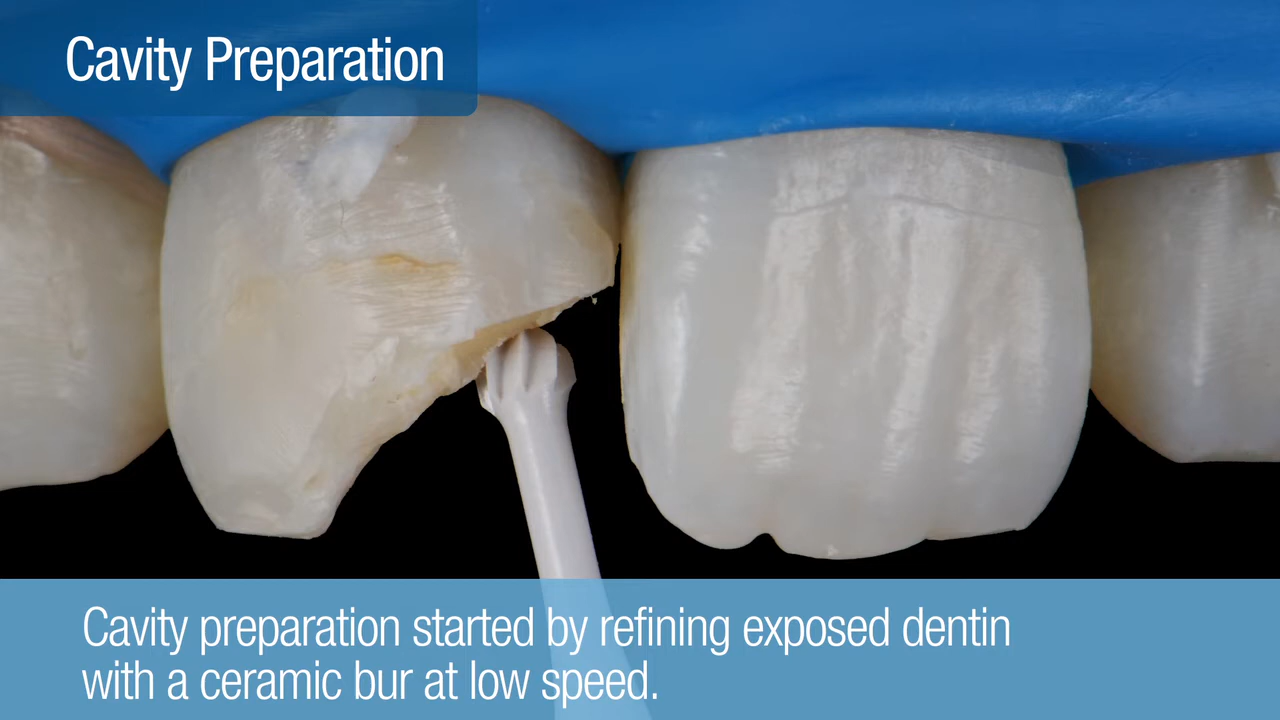 Cavity Preparation
Cavity preparation started by refining exposed dentin
with a ceramic bur at low speed.